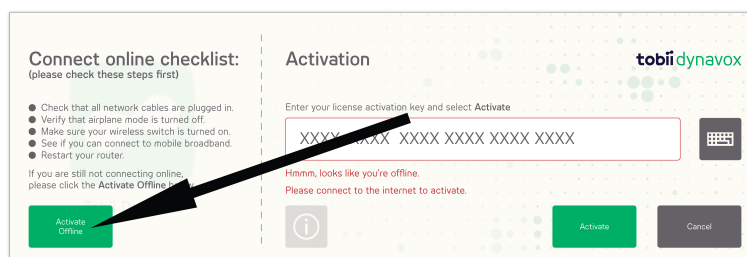 Connect online checklist:
(please check these steps first)
Check that all network cables are plugged in.
Verify that airplane mode is turned off.
Make sure your wireless switch is turned on.
See if you can connect to mobile broadband.
Restart your router.
If you are still not connecting online,
please click the Activate Offline
Activate
Offline
Activation
tobii dynavox
Enter your license activation key and select Activate
XXXX XXXX XXXX XXXX XXXX
Hmmm, looks like you're offline.
Please connect to the internet to activate.
Activate
Cancel